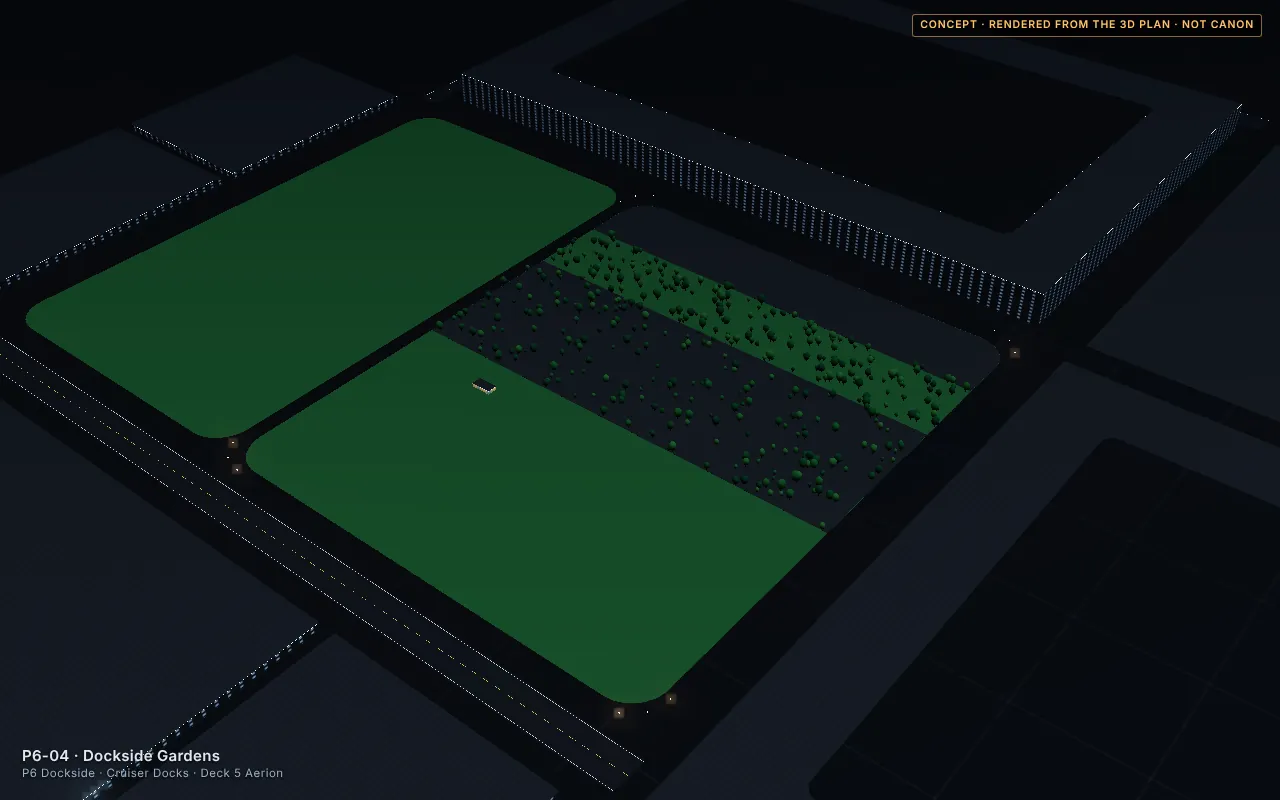 CONCEPT · RENDERED FROM THE 3D PLAN · NOT CANON
P6-04 · Dockside Gardens
P6 Dockside · Cruiser Docks · Deck 5 Aerion